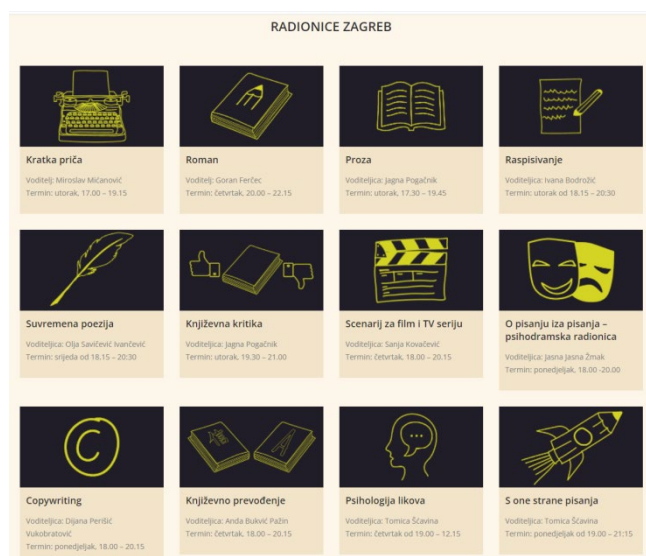 RADIONICE ZAGREB
Kratka priča
Voditelj: Miroslav Mićanović
Termin: utorak, 17.00 – 19.15
Roman
Voditelj: Goran Ferčec
Termin: četvrtak, 20.00 – 22.15
Proza
Voditeljica: Jagna Pogačnik
Termin: utorak, 17.30 – 19.45
Raspisivanje
Voditeljica: Ivana Bodrožić
Termin: utorak od 18.15 – 20:30
Suvremena poezija
Voditeljica: Olja Savičević Ivančević
Termin: srijeda od 18.15 – 20:30
Književna kritika
Voditeljica: Jagna Pogačnik
Termin: utorak, 19.30 – 21.00
Scenarij za film i TV seriju
Voditeljica: Sanja Kovačević
Termin: četvrtak, 18.00 – 20.15
O pisanju iza pisanja –
psihodramska radionica
Voditeljica: Jasna Jasna Žmak
Termin: ponedjeljak, 18.00 -20.00
C
Copywriting
Voditeljica: Dijana Perišić
Vukobratović
Termin: ponedjeljak, 18.00 – 20.15
Književno prevođenje
Voditeljica: Anda Bukvić Pažin
Termin: četvrtak, 18.00 – 20.15
Psihologija likova
Voditeljica: Tomica Šćavina
Termin: četvrtak od 19.00 – 12.15
S one strane pisanja
Voditeljica: Tomica Šćavina
Termin: ponedjeljak od 19.00 – 21:15